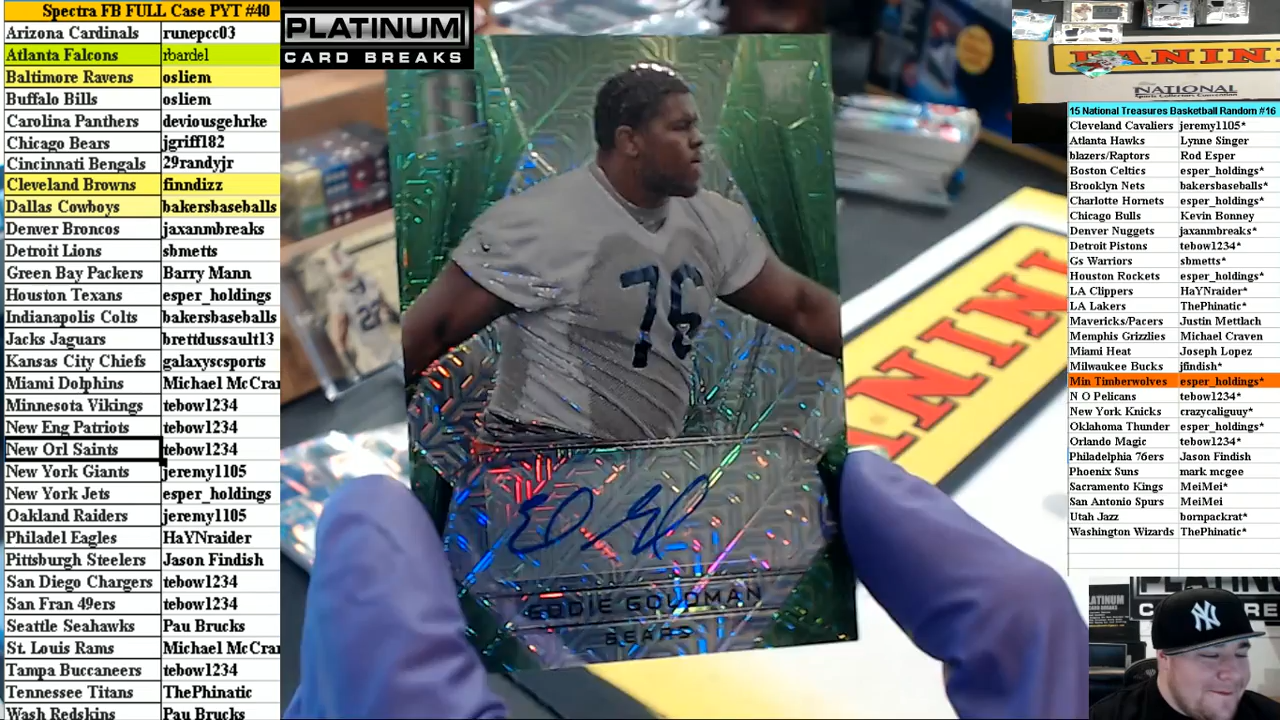 Spectra FB FULL Case PYT #40
Arizona Cardinals runepcc03
Atlanta Falcons rbardel
Baltimore Ravens osliem
Buffalo Bills osliem
Carolina Panthers deviousgehrke
Chicago Bears jgriff182
Cincinnati Bengals 29randyjr
Cleveland Browns finndizz
Dallas Cowboys bakersbaseballs
Denver Broncos jaxanmbreaks
Detroit Lions sbmetts
Green Bay Packers Barry Mann
Houston Texans esper_holdings
Indianapolis Colts bakersbaseballs
Jacks Jaguars brettdussault13
Kansas City Chiefs galaxyscsports
Miami Dolphins Michael McCra
Minnesota Vikings tebow1234
New Eng Patriots tebow1234
New Orl Saints tebow1234
New York Giants jeremy1105
New York Jets esper_holdings
Oakland Raiders jeremy1105
Philadel Eagles HaYNraider
Pittsburgh Steelers Jason Findish
San Diego Chargers tebow1234
San Fran 49ers tebow1234
Seattle Seahawks Pau Brucks
St. Louis Rams Michael McCra
Tampa Buccaneers tebow1234
Tennessee Titans ThePhinatic
Wash Redskins Pau Brucks
PLATINUM
CARD BREAKS
76
EDDIE GOLDMAN
BEARS
PANINI
NATIONAL
ININ
15 National Treasures Basketball Random #16
Cleveland Cavaliers jeremy1105*
Atlanta Hawks Lynne Singer
blazers/Raptors Rod Esper
Boston Celtics esper_holdings*
Brooklyn Nets bakersbaseballs*
Charlotte Hornets esper_holdings*
Chicago Bulls Kevin Bonney
Denver Nuggets jaxanmbreaks*
Detroit Pistons tebow1234*
Gs Warriors sbmetts*
Houston Rockets esper_holdings*
LA Clippers HaYNraider*
LA Lakers ThePhinatic*
Mavericks/Pacers Justin Mettlach
Memphis Grizzlies Michael Craven
Miami Heat Joseph Lopez
Milwaukee Bucks jfindish*
Min Timberwolves esper_holdings*
N O Pelicans tebow1234*
New York Knicks crazycaliguuy*
Oklahoma Thunder esper_holdings*
Orlando Magic tebow1234*
Philadelphia 76ers Jason Findish
Phoenix Suns mark mcgee
Sacramento Kings MeiMei*
San Antonio Spurs MeiMei
Utah Jazz bornpackrat*
Washington Wizards ThePhinatic*
PLATINUM